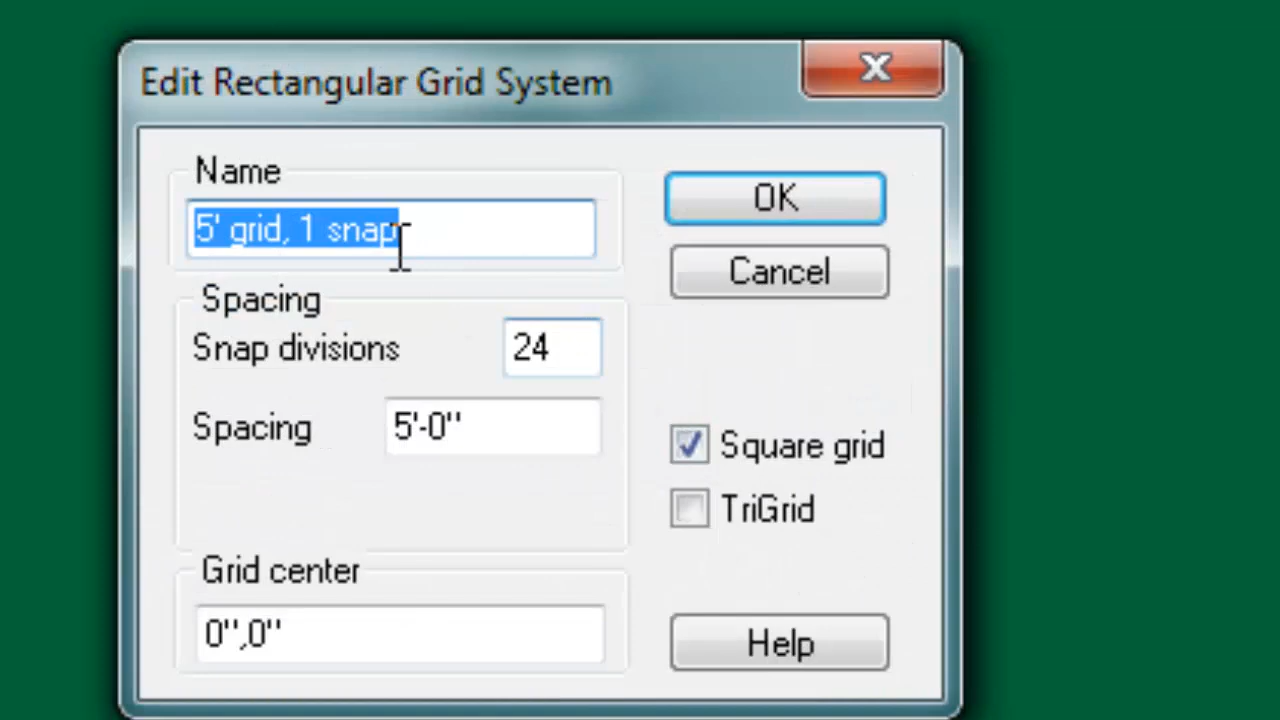 Edit Rectangular Grid System
Name
5' grid, 1 snap
OK
Cancel
Spacing
Snap divisions 24
Spacing 5'-0"
Square grid
TriGrid
Grid center
0",0"
Help